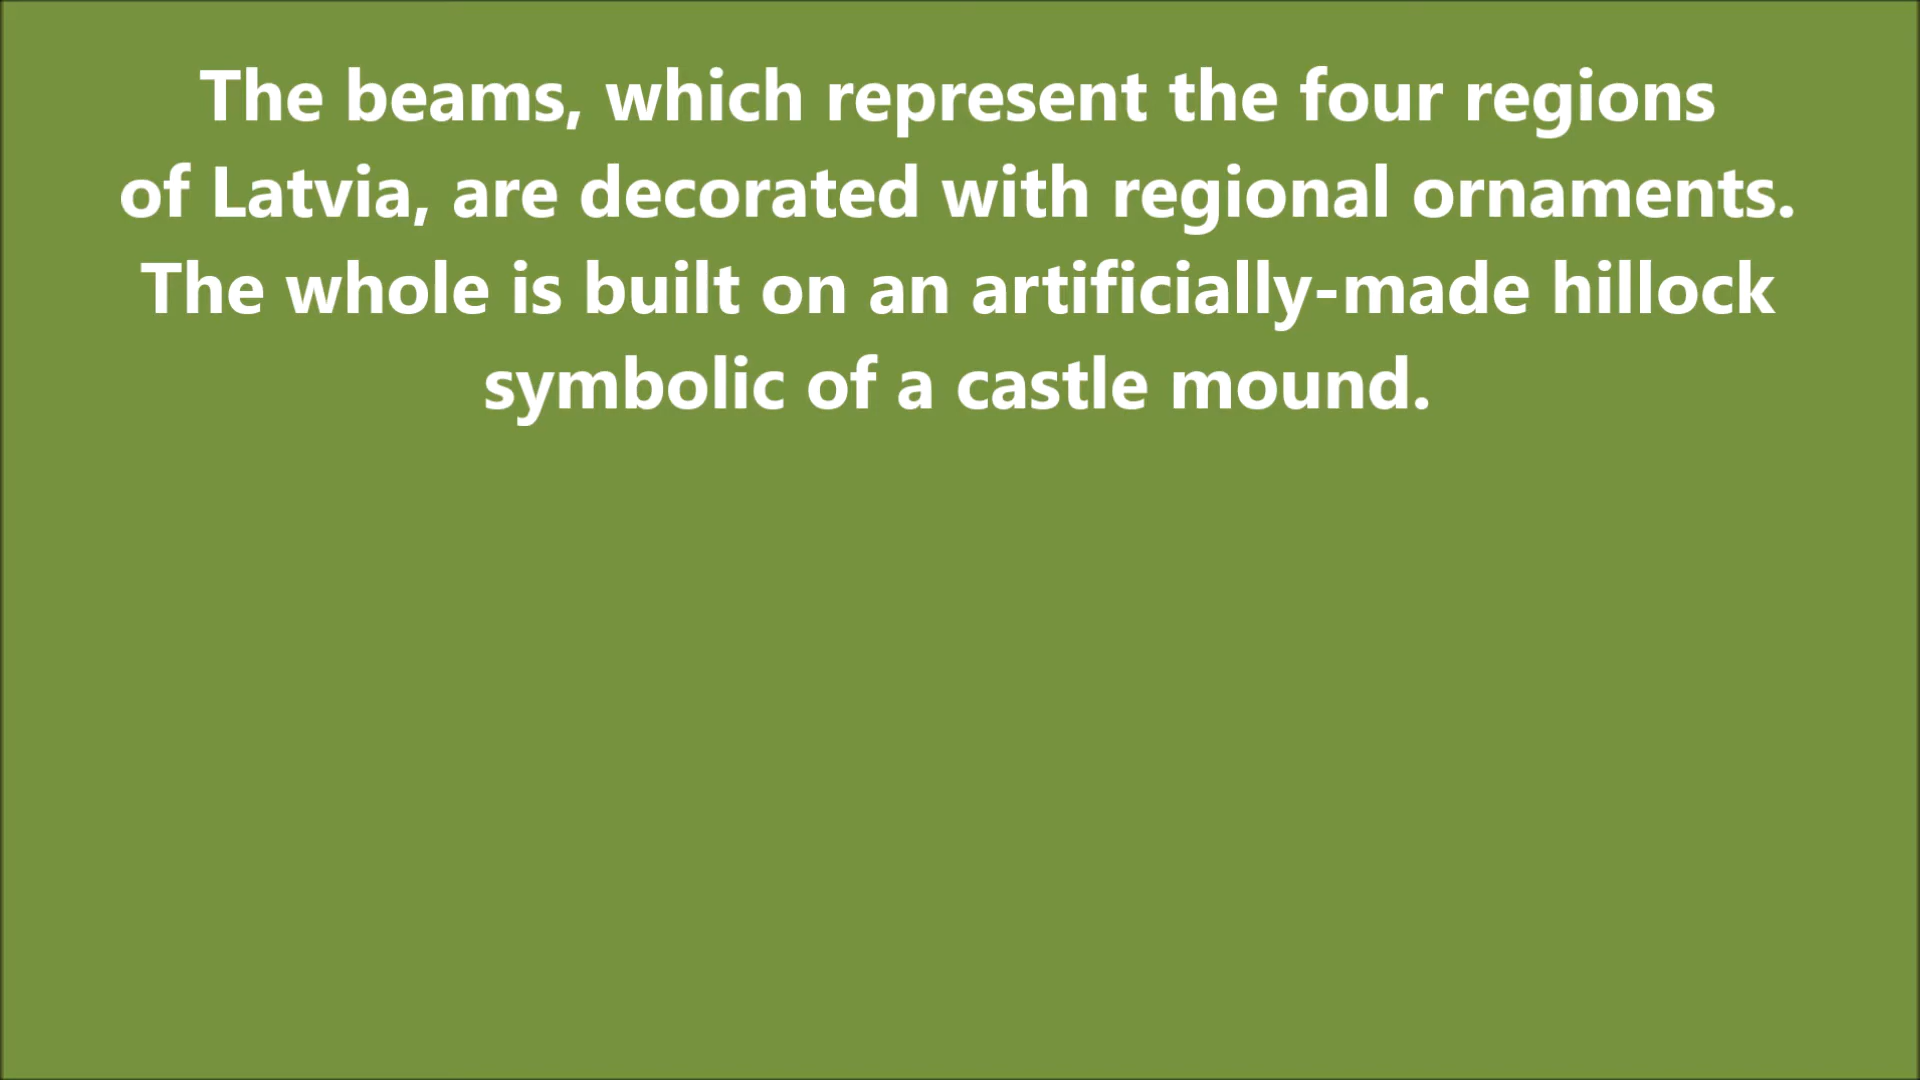 The beams, which represent the four regions
of Latvia, are decorated with regional ornaments.
The whole is built on an artificially-made hillock
symbolic of a castle mound.